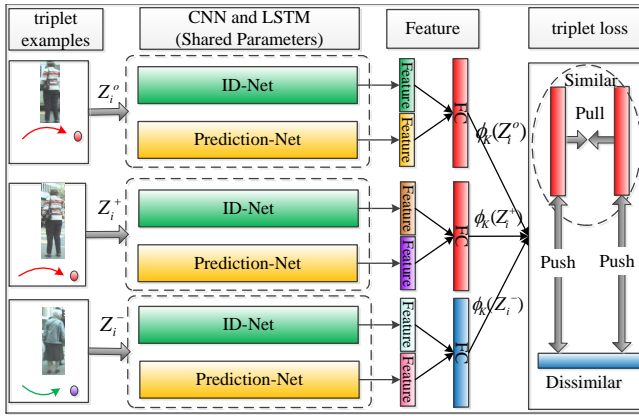 triplet
examples
CNN and LSTM
(Shared Parameters)
Feature
triplet loss
Z_i^o
ID-Net
Prediction-Net
Feature
Feature
FC
ϕ_K(Z_i^o)
Z_i^+
ID-Net
Prediction-Net
Feature
Feature
FC
ϕ_K(Z_i^+)
Z_i^-
ID-Net
Prediction-Net
Feature
Feature
FC
ϕ_K(Z_i^-)
Similar
Pull
Push
Push
Dissimilar